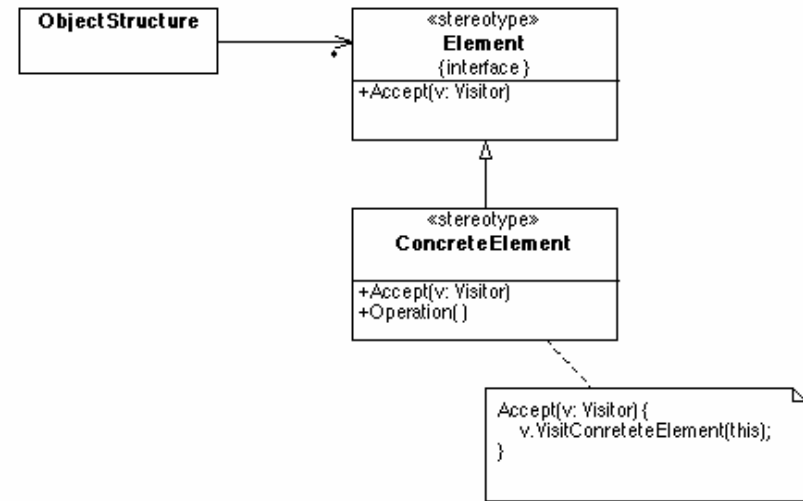 ObjectStructure
«stereotype»
Element
{interface}
+Accept(v: Visitor)
«stereotype»
ConcreteElement
+Accept(v: Visitor)
+Operation()
Accept(v: Visitor) {
v.VisitConreteteElement(this);
}